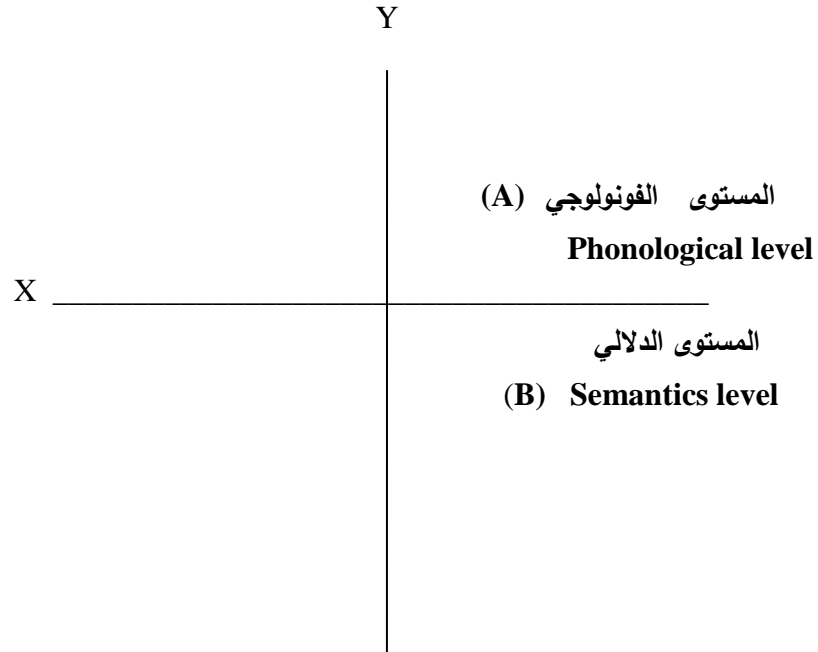 Y
المستوى الفونولوجي (A)
Phonological level
X
المستوى الدلالي
(B) Semantics level